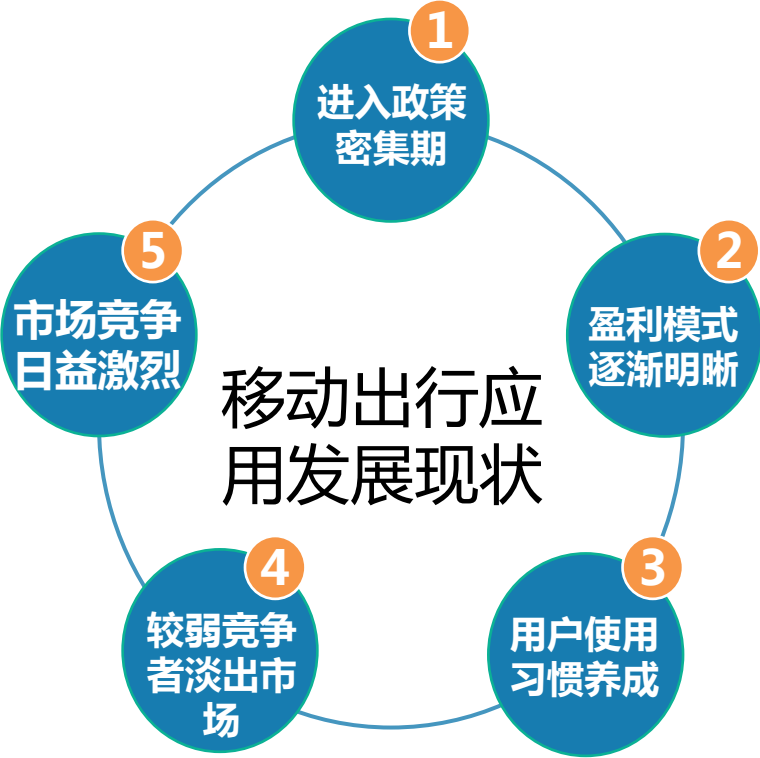 1
进入政策
密集期
2
盈利模式
逐渐明晰
3
用户使用
习惯养成
4
较弱竞争
者淡出市
场
5
市场竞争
日益激烈
移动出行应
用发展现状